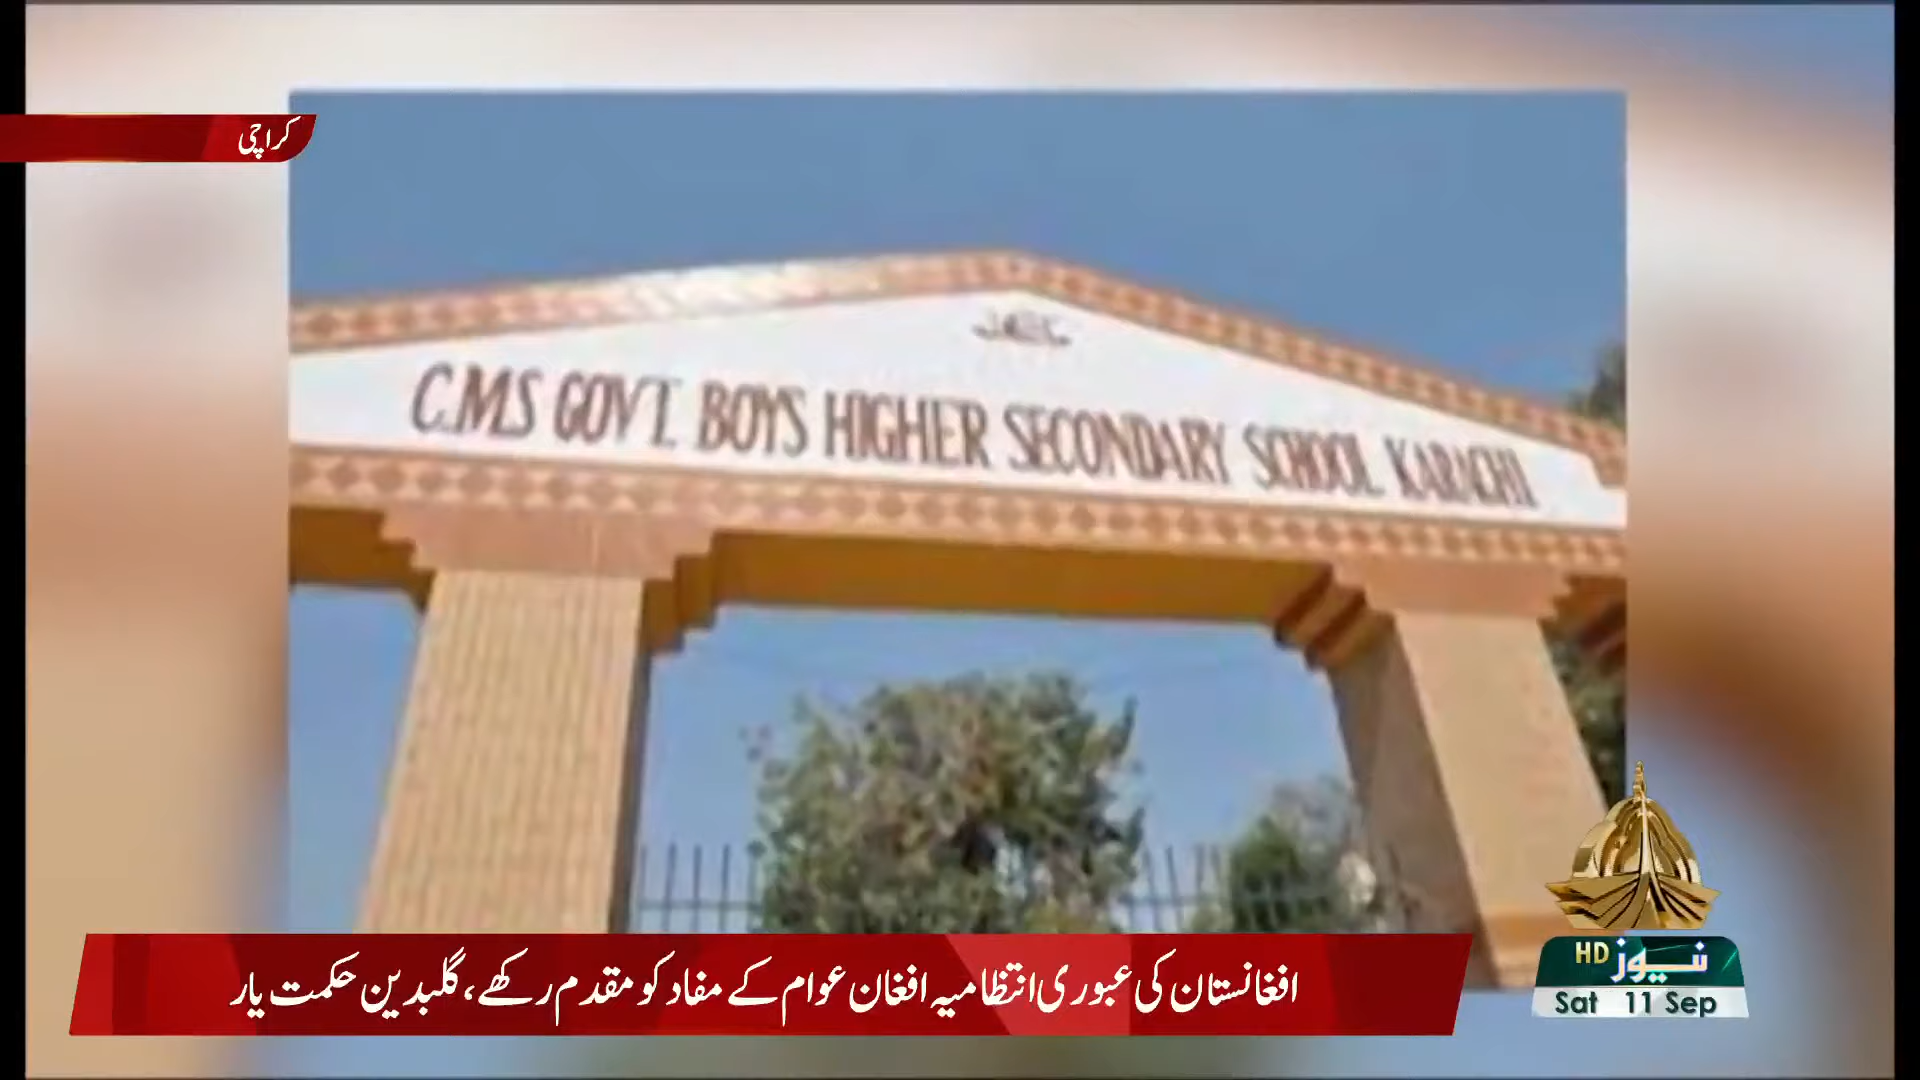 کراچی
C.M.S GOVT. BOYS HIGHER SECONDARY SCHOOL KARACHI
افغانستان کی عبوری انتظامیہ افغان عوام کے مفاد کو مقدم رکھے، گلبدین حکمت یار
نیوز HD
Sat 11 Sep